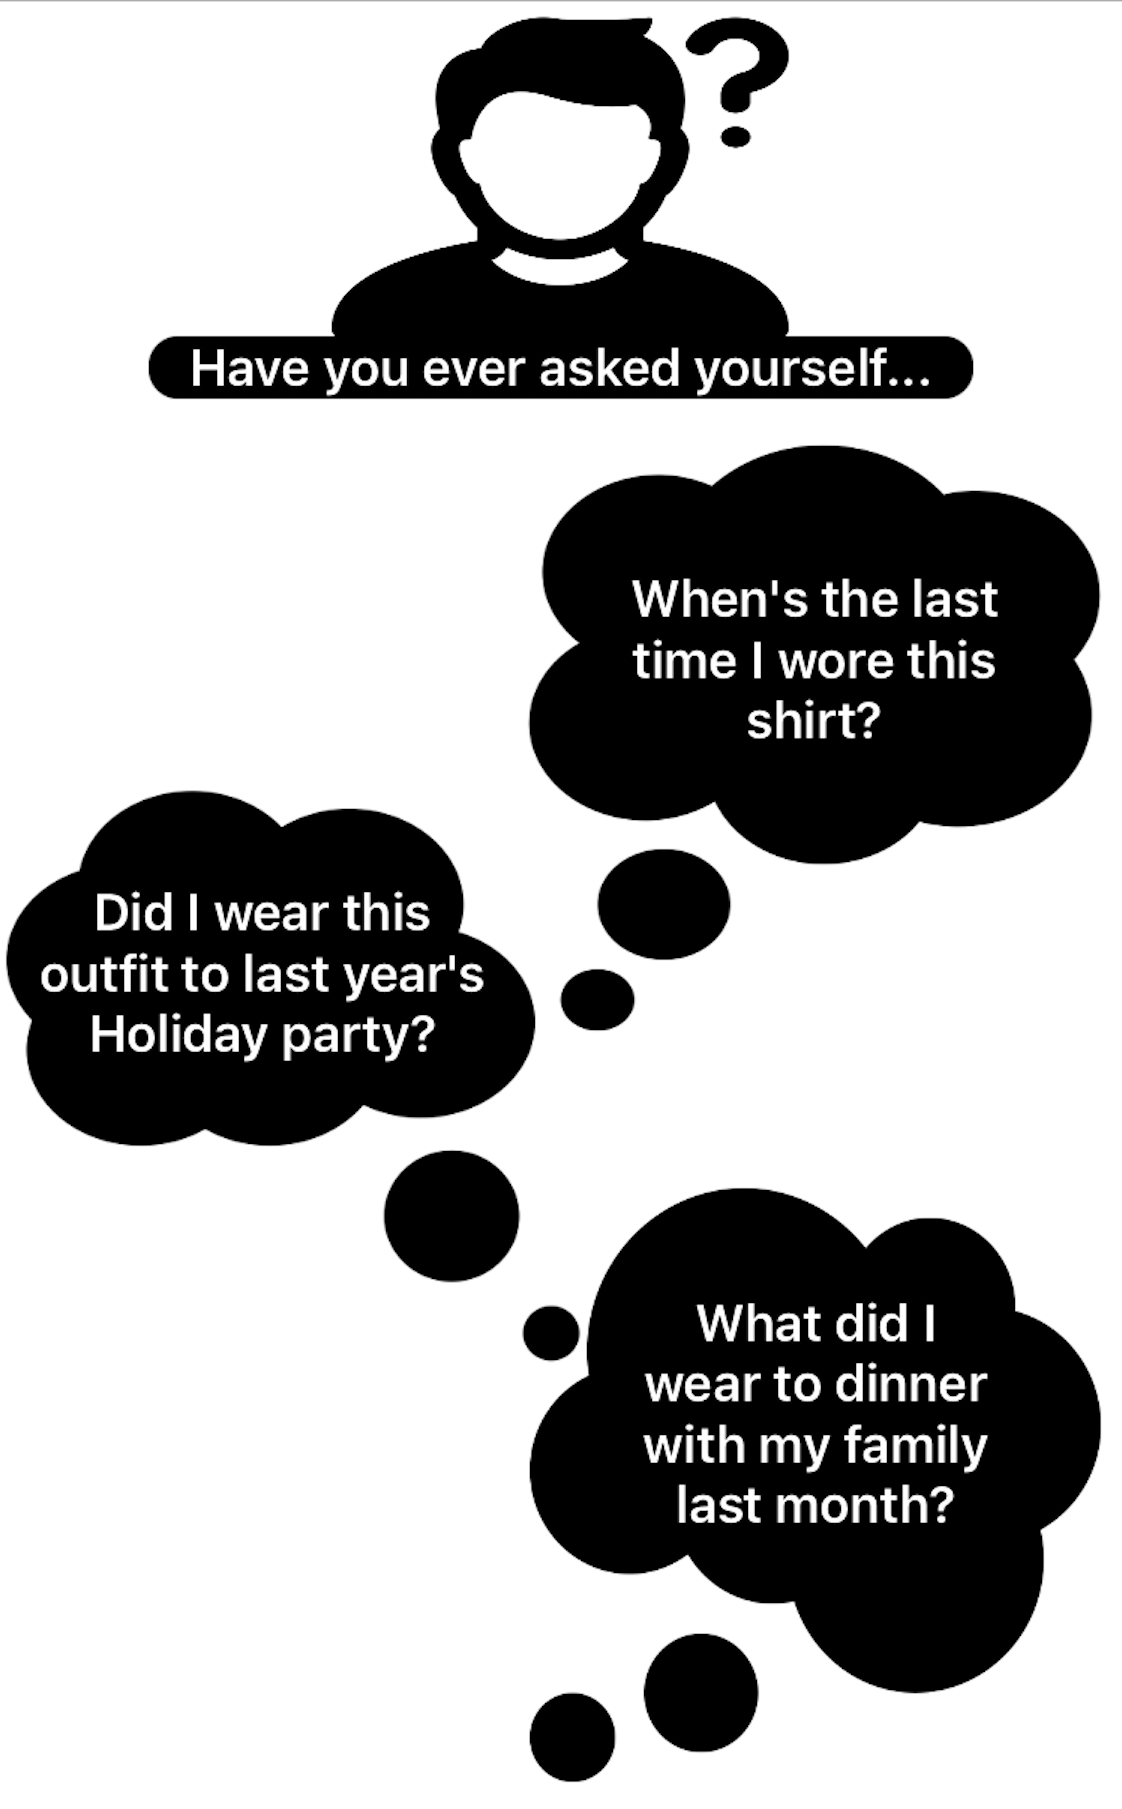 ?
Have you ever asked yourself...
When's the last
time I wore this
shirt?
Did I wear this
outfit to last year's
Holiday party?
What did I
wear to dinner
with my family
last month?